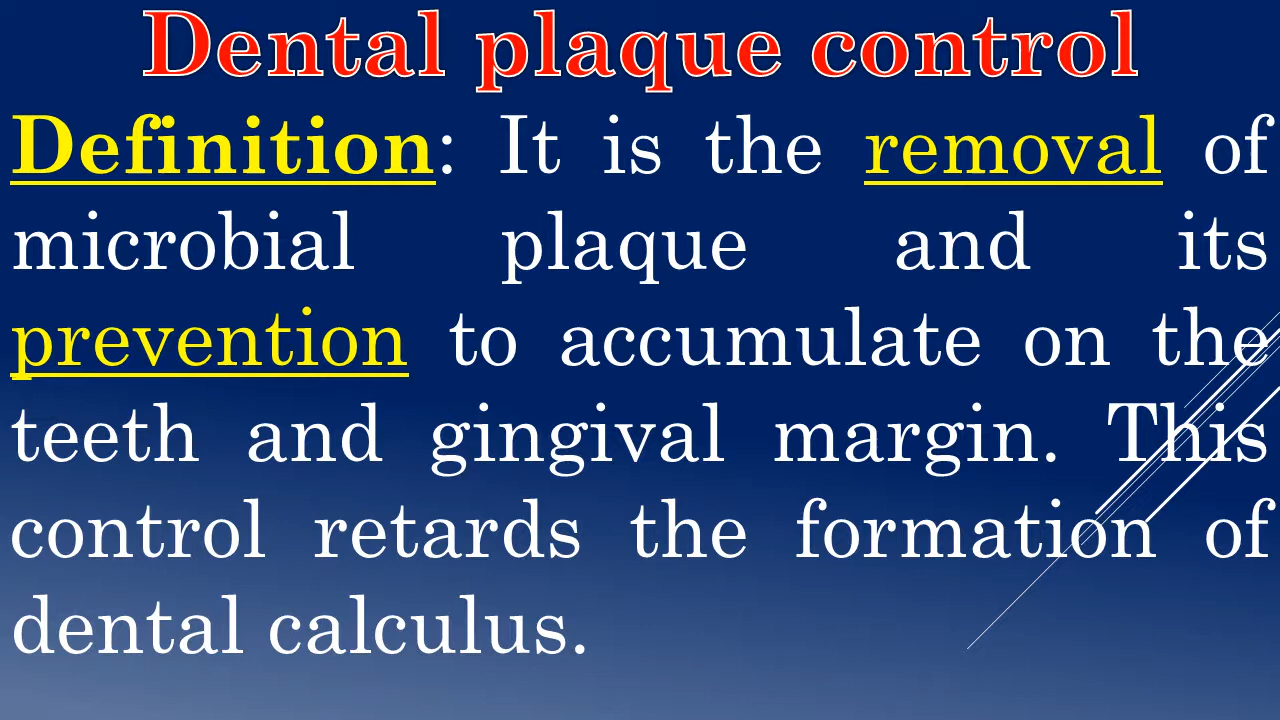 Dental plaque control
Definition: It is the removal of
microbial plaque and its
prevention to accumulate on the
teeth and gingival margin. This
control retards the formation of
dental calculus.